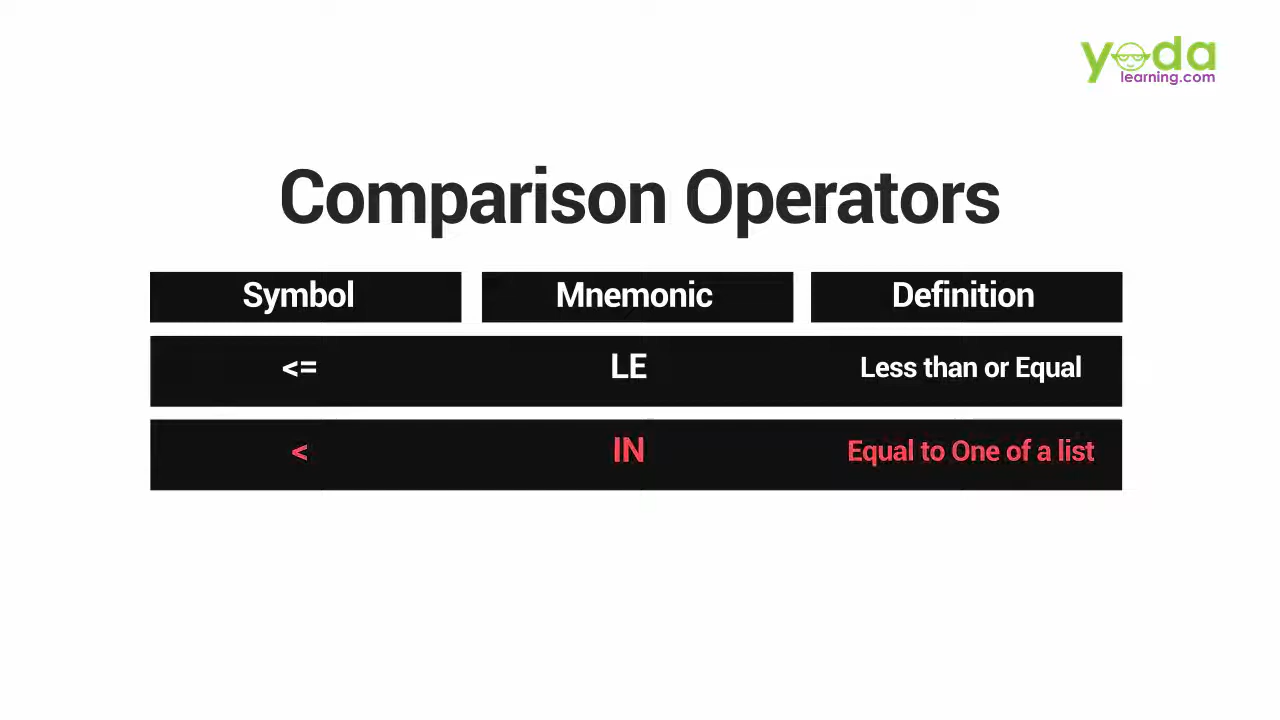 yoda
learning.com
Comparison Operators
Symbol Mnemonic Definition
<= LE Less than or Equal
< IN Equal to One of a list